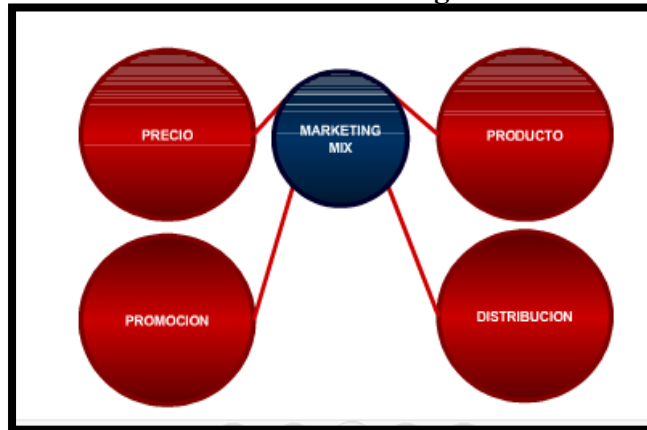 PRECIO
MARKETING
MIX
PRODUCTO
PROMOCION
DISTRIBUCION